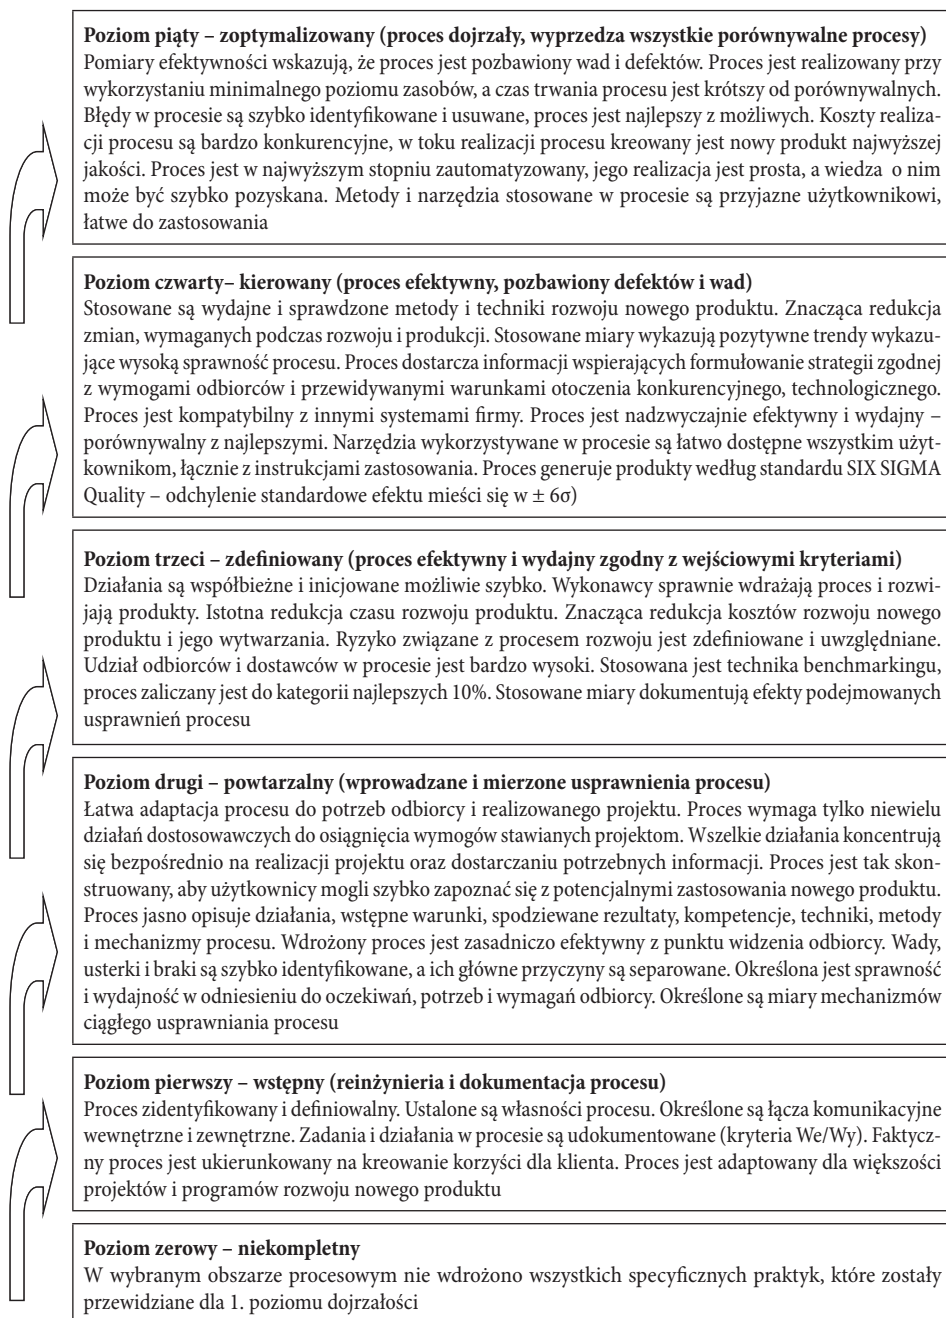 Poziom piąty – zoptymalizowany (proces dojrzały, wyprzedza wszystkie porównywalne procesy)
Pomiary efektywności wskazują, że proces jest pozbawiony wad i defektów. Proces jest realizowany przy
wykorzystaniu minimalnego poziomu zasobów, a czas trwania procesu jest krótszy od porównywalnych.
Błędy w procesie są szybko identyfikowane i usuwane, proces jest najlepszy z możliwych. Koszty realiza-
cji procesu są bardzo konkurencyjne, w toku realizacji procesu kreowany jest nowy produkt najwyższej
jakości. Proces jest w najwyższym stopniu zautomatyzowany, jego realizacja jest prosta, a wiedza o nim
może być szybko pozyskana. Metody i narzędzia stosowane w procesie są przyjazne użytkownikowi,
łatwe do zastosowania
Poziom czwarty– kierowany (proces efektywny, pozbawiony defektów i wad)
Stosowane są wydajne i sprawdzone metody i techniki rozwoju nowego produktu. Znacząca redukcja
zmian, wymaganych podczas rozwoju i produkcji. Stosowane miary wykazują pozytywne trendy wykazu-
jące wysoką sprawność procesu. Proces dostarcza informacji wspierających formułowanie strategii zgodnej
z wymogami odbiorców i przewidywanymi warunkami otoczenia konkurencyjnego, technologicznego.
Proces jest kompatybilny z innymi systemami firmy. Proces jest nadzwyczajnie efektywny i wydajny –
porównywalny z najlepszymi. Narzędzia wykorzystywane w procesie są łatwo dostępne wszystkim użyt-
kownikom, łącznie z instrukcjami zastosowania. Proces generuje produkty według standardu SIX SIGMA
Quality – odchylenie standardowe efektu mieści się w ± 6σ)
Poziom trzeci – zdefiniowany (proces efektywny i wydajny zgodny z wejściowymi kryteriami)
Działania są współbieżne i inicjowane możliwie szybko. Wykonawcy sprawnie wdrażają proces i rozwi-
jają produkty. Istotna redukcja czasu rozwoju produktu. Znacząca redukcja kosztów rozwoju nowego
produktu i jego wytwarzania. Ryzyko związane z procesem rozwoju jest zdefiniowane i uwzględniane.
Udział odbiorców i dostawców w procesie jest bardzo wysoki. Stosowana jest technika benchmarkingu,
proces zaliczany jest do kategorii najlepszych 10%. Stosowane miary dokumentują efekty podejmowanych
usprawnień procesu
Poziom drugi – powtarzalny (wprowadzane i mierzone usprawnienia procesu)
Łatwa adaptacja procesu do potrzeb odbiorcy i realizowanego projektu. Proces wymaga tylko niewielu
działań dostosowawczych do osiągnięcia wymogów stawianych projektom. Wszelkie działania koncentrują
się bezpośrednio na realizacji projektu oraz dostarczaniu potrzebnych informacji. Proces jest tak skon-
struowany, aby użytkownicy mogli szybko zapoznać się z potencjalnymi zastosowania nowego produktu.
Proces jasno opisuje działania, wstępne warunki, spodziewane rezultaty, kompetencje, techniki, metody
i mechanizmy procesu. Wdrożony proces jest zasadniczo efektywny z punktu widzenia odbiorcy. Wady,
usterki i braki są szybko identyfikowane, a ich główne przyczyny są separowane. Określona jest sprawność
i wydajność w odniesieniu do oczekiwań, potrzeb i wymagań odbiorcy. Określone są miary mechanizmów
ciągłego usprawniania procesu
Poziom pierwszy – wstępny (reinżynieria i dokumentacja procesu)
Proces zidentyfikowany i definiowalny. Ustalone są własności procesu. Określone są łącza komunikacyjne
wewnętrzne i zewnętrzne. Zadania i działania w procesie są udokumentowane (kryteria We/Wy). Faktycz-
ny proces jest ukierunkowany na kreowanie korzyści dla klienta. Proces jest adaptowany dla większości
projektów i programów rozwoju nowego produktu
Poziom zerowy – niekompletny
W wybranym obszarze procesowym nie wdrożono wszystkich specyficznych praktyk, które zostały
przewidziane dla 1. poziomu dojrzałości